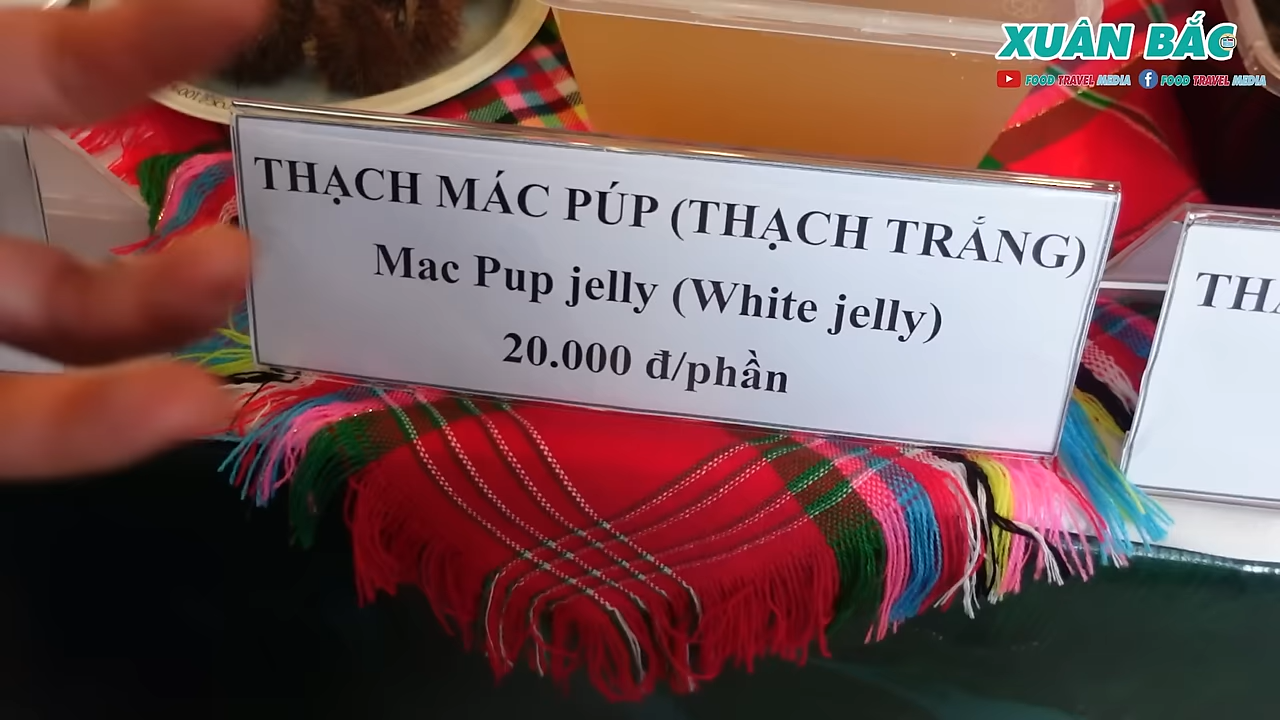 XUÂN BẮC
FOOD TRAVEL MEDIA FOOD TRAVEL MEDIA
THẠCH MÁC PÚP (THẠCH TRẮNG)
Mac Pup jelly (White jelly)
20.000 đ/phần